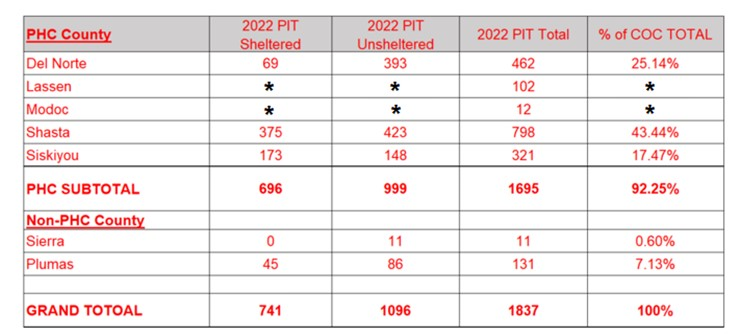 PHC County 2022 PIT Sheltered 2022 PIT Unsheltered 2022 PIT Total % of COC TOTAL
Del Norte 69 393 462 25.14%
Lassen * * 102 *
Modoc * * 12 *
Shasta 375 423 798 43.44%
Siskiyou 173 148 321 17.47%
PHC SUBTOTAL 696 999 1695 92.25%
Non-PHC County
Sierra 0 11 11 0.60%
Plumas 45 86 131 7.13%
GRAND TOTOAL 741 1096 1837 100%